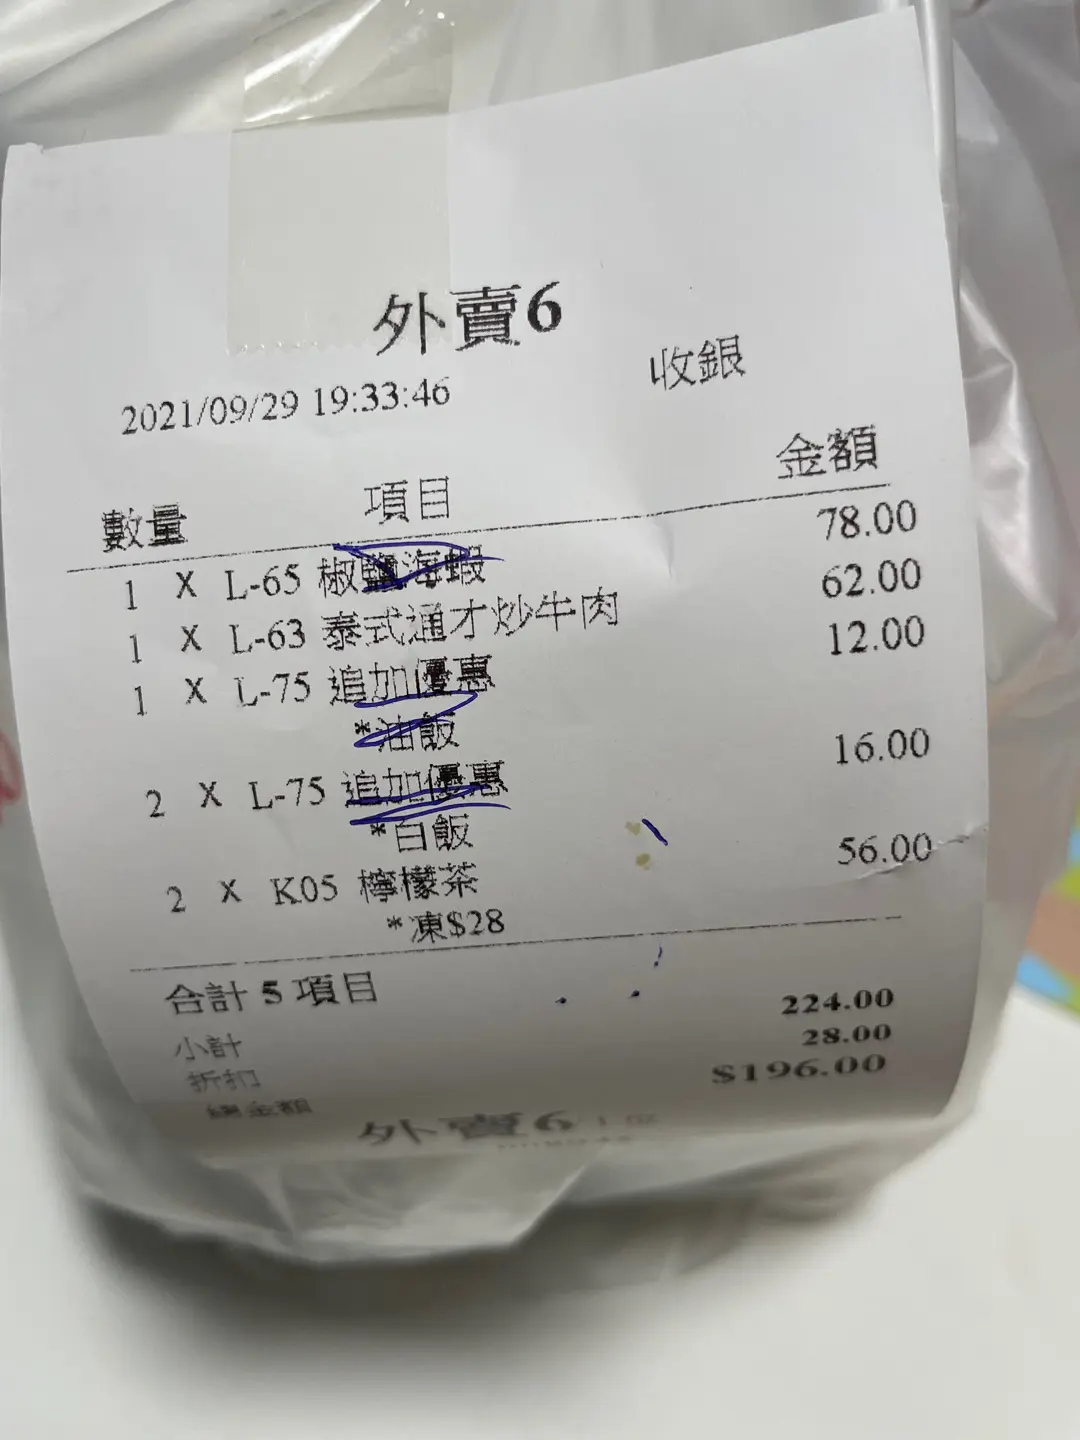 外賣6
收銀
2021/09/29 19:33:46
數量 項目 金額
1 X L-65 椒鹽海蝦 78.00
1 X L-63 泰式通才炒牛肉 62.00
1 X L-75 追加優惠 12.00
*油飯
2 X L-75 追加優惠 16.00
*白飯
2 X K05 檸檬茶 56.00
*凍$28
合計 5 項目
小計 224.00
折扣 28.00
總金額 $196.00
外賣6